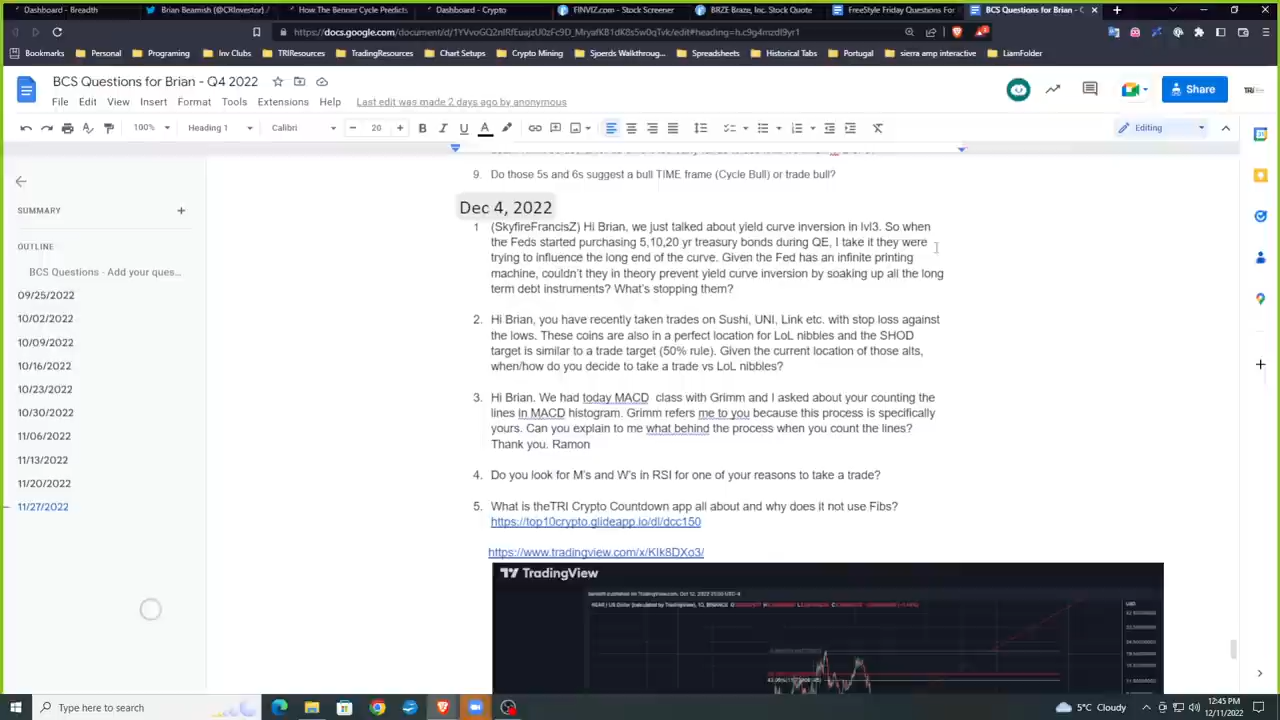 Dashboard - Breadth
Brian Beamish (@CRInvestor) /
How The Benner Cycle Predicts
Dashboard - Crypto
FINVIZ.com - Stock Screener
BRZE Braze, Inc. Stock Quote
FreeStyle Friday Questions For
BCS Questions for Brian - Q4 2022 - G
Bookmarks
Personal
Programing
Inv Clubs
TRIResources
TradingResources
Chart Setups
Crypto Mining
Sjoerds Webtalks
Spreadsheets
Historical Tabs
Portugal
sierra amp interactive
LiamFolder
BCS Questions for Brian - Q4 2022
File Edit View Insert Format Tools Extensions Help Last edit was made 2 days ago by anonymous
Share
90% Heading 1 Calibri 20 Editing
9. Do those 5s and 6s suggest a bull TIME frame (Cycle Bull) or trade bull?
SUMMARY
OUTLINE
BCS Questions - Add your ques...
09/25/2022
10/02/2022
10/09/2022
10/16/2022
10/23/2022
10/30/2022
11/06/2022
11/13/2022
11/20/2022
11/27/2022
Dec 4, 2022
1 (SkyfireFrancisZ) Hi Brian, we just talked about yield curve inversion in lvl3. So when
the Feds started purchasing 5,10,20 yr treasury bonds during QE, I take it they were
trying to influence the long end of the curve. Given the Fed has an infinite printing
machine, couldn't they in theory prevent yield curve inversion by soaking up all the long
term debt instruments? What's stopping them?
2. Hi Brian, you have recently taken trades on Sushi, UNI, Link etc. with stop loss against
the lows. These coins are also in a perfect location for LoL nibbles and the SHOD
target is similar to a trade target (50% rule). Given the current location of those alts,
when/how do you decide to take a trade vs LoL nibbles?
3. Hi Brian. We had today MACD class with Grimm and I asked about your counting the
lines in MACD histogram. Grimm refers me to you because this process is specifically
yours. Can you explain to me what behind the process when you count the lines?
Thank you. Ramon
4. Do you look for M's and W's in RSI for one of your reasons to take a trade?
5. What is theTRI Crypto Countdown app all about and why does it not use Fibs?
https://top10crypto.glideapp.io/dl/dcc150
https://www.tradingview.com/x/KIk8DXo3/
TradingView
Type here to search
5°C Cloudy
12:45 PM
12/11/2022